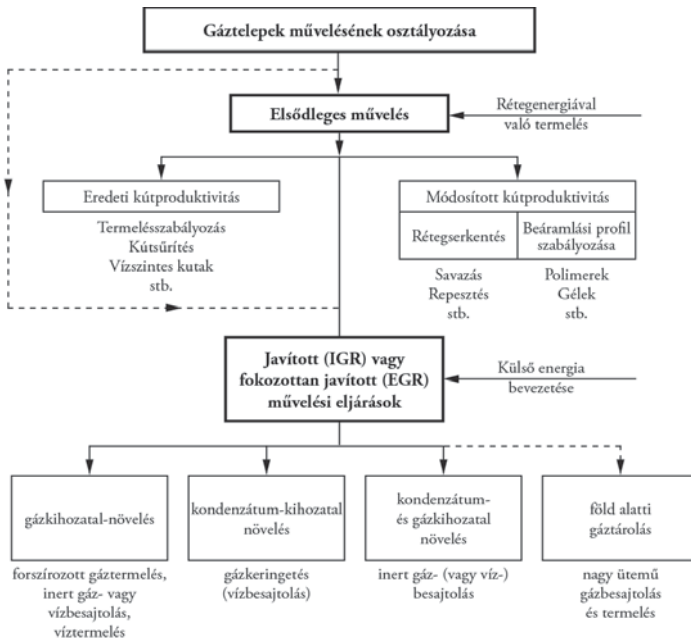 Gáztelepek művelésének osztályozása
Elsődleges művelés
Rétegenergiával
való termelés
Eredeti kútproduktivitás
Termelésszabályozás
Kútsűrítés
Vízszintes kutak
stb.
Módosított kútproduktivitás
Rétegserkentés
Beáramlási profil
szabályozása
Savazás
Repesztés
stb.
Polimerek
Gélek
stb.
Javított (IGR) vagy
fokozottan javított (EGR)
művelési eljárások
Külső energia
bevezetése
gázkihozatal-növelés
forszírozott gáztermelés,
inert gáz- vagy
vízbesajtolás,
víztermelés
kondenzátum-kihozatal
növelés
gázkeringetés
(vízbesajtolás)
kondenzátum-
és gázkihozatal
növelés
inert gáz- (vagy víz-)
besajtolás
föld alatti
gáztárolás
nagy ütemű
gázbesajtolás
és termelés